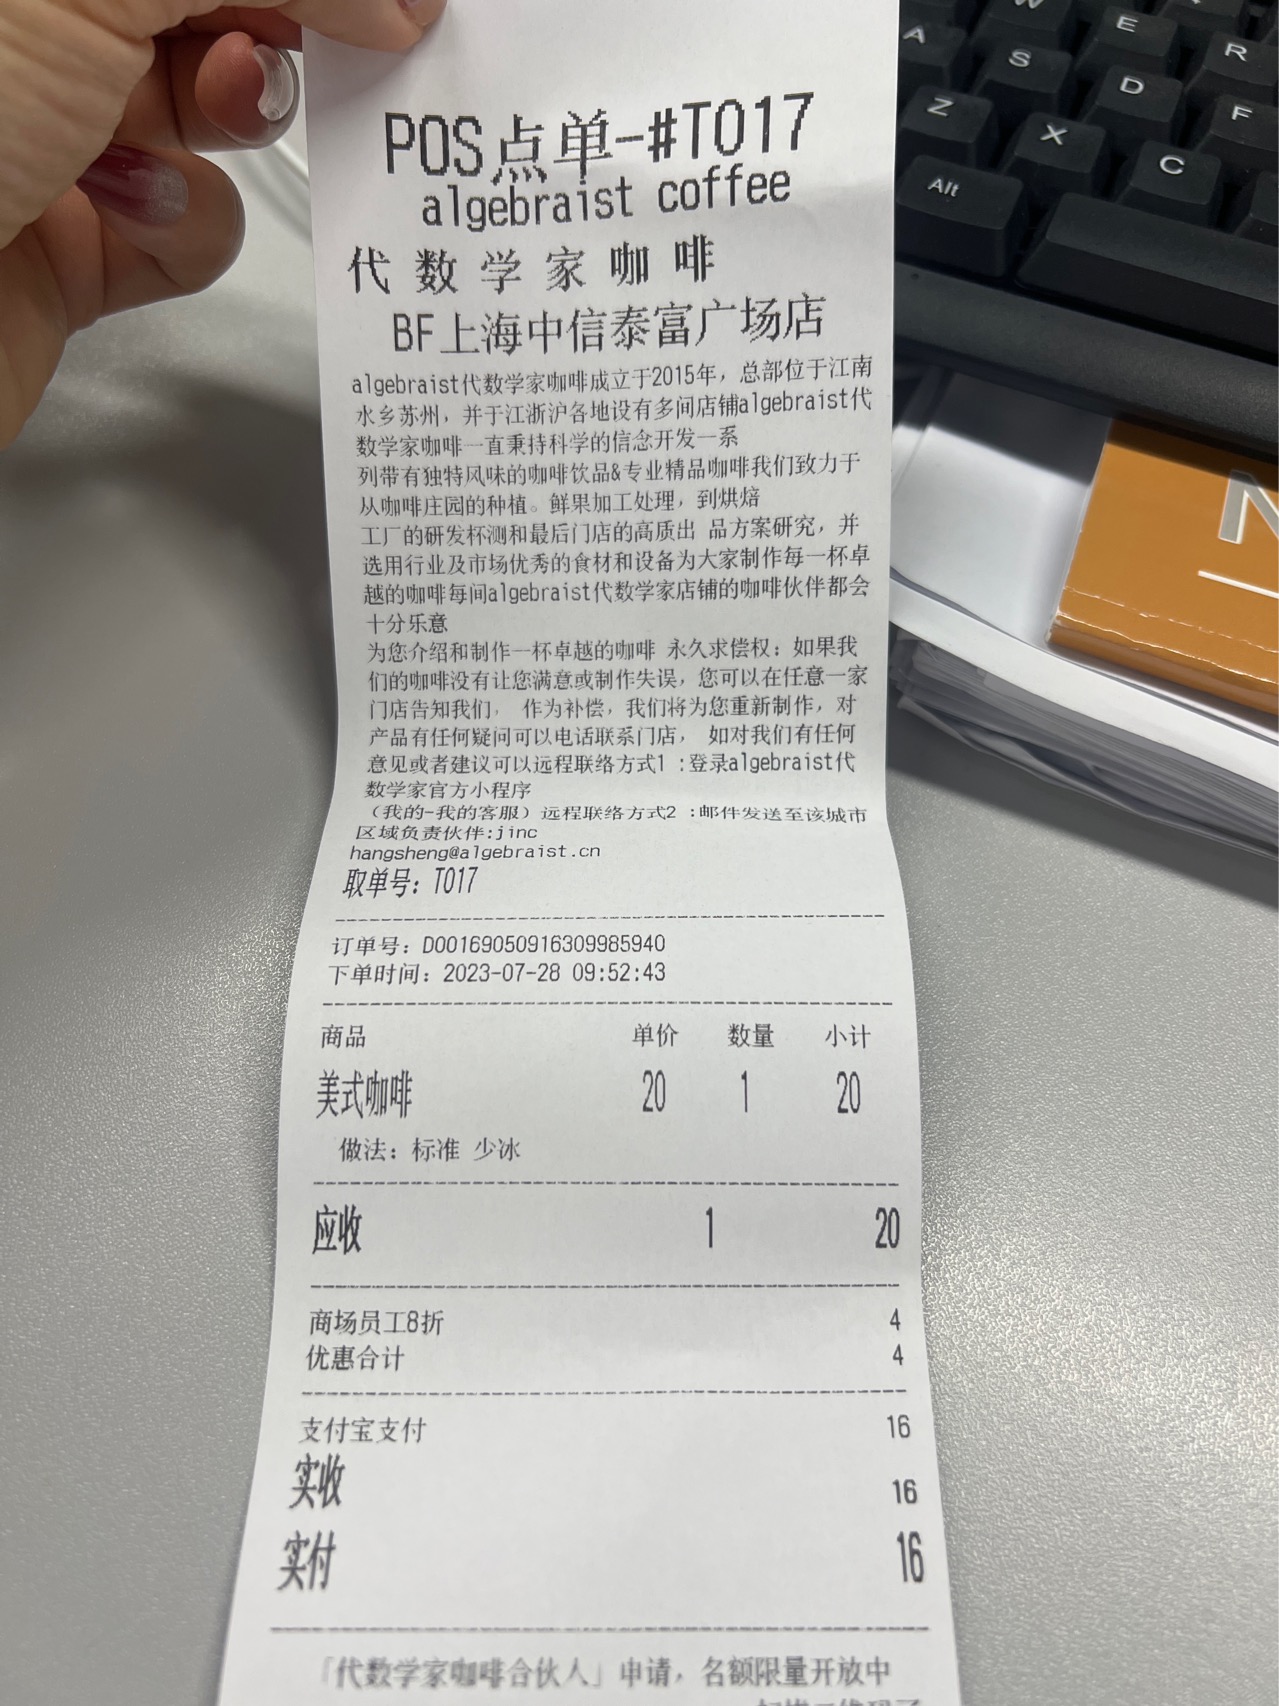 POS点单-#T017
algebraist coffee
代数学家咖啡
BF上海中信泰富广场店
algebraist代数学家咖啡成立于2015年，总部位于江南
水乡苏州，并于江浙沪各地设有多间店铺algebraist代
数学家咖啡一直秉持科学的信念开发一系
列带有独特风味的咖啡饮品&专业精品咖啡我们致力于
从咖啡庄园的种植。鲜果加工处理，到烘焙
工厂的研发杯测和最后门店的高质出 品方案研究，并
选用行业及市场优秀的食材和设备为大家制作每一杯卓
越的咖啡每间algebraist代数学家店铺的咖啡伙伴都会
十分乐意
为您介绍和制作一杯卓越的咖啡 永久求偿权：如果我
们的咖啡没有让您满意或制作失误，您可以在任意一家
门店告知我们， 作为补偿，我们将为您重新制作，对
产品有任何疑问可以电话联系门店， 如对我们有任何
意见或者建议可以远程联络方式1 :登录algebraist代
数学家官方小程序
（我的-我的客服）远程联络方式2 :邮件发送至该城市
区域负责伙伴:jinc
hangsheng@algebraist.cn
取单号：T017
订单号：D00169050916309985940
下单时间：2023-07-28 09:52:43
商品 单价 数量 小计
美式咖啡 20 1 20
做法：标准 少冰
应收 1 20
商场员工8折 4
优惠合计 4
支付宝支付 16
实收 16
实付 16
「代数学家咖啡合伙人」申请，名额限量开放中
W
E
R
A
S
D
F
Z
X
C
Alt
N